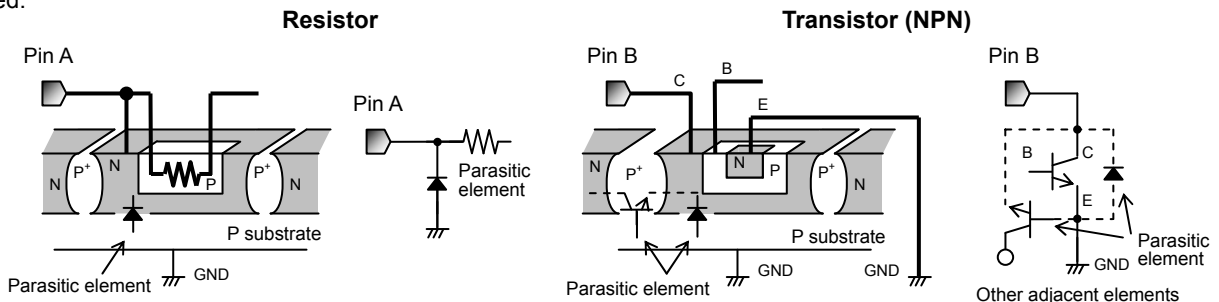 ed.
Resistor
Transistor (NPN)
Pin A
Pin A
N
P+
N
P
P+
N
Parasitic
element
P substrate
Parasitic element
GND
Pin B
C
B
E
N
P+
N
P
P+
N
P substrate
Parasitic element
GND
GND
Pin B
B
C
E
GND
Parasitic
element
Other adjacent elements